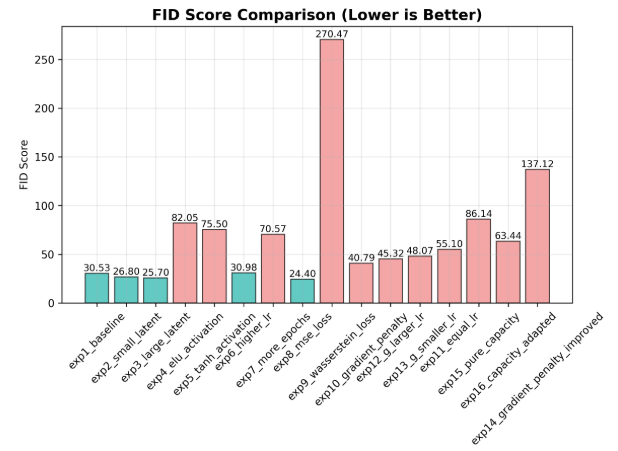 FID Score Comparison (Lower is Better)
FID Score
250
200
150
100
50
0
30.53
26.80
25.70
82.05
75.50
30.98
70.57
24.40
270.47
40.79
45.32
48.07
55.10
86.14
63.44
137.12
exp1_baseline
exp2_small_latent
exp3_large_latent
exp4_elu_activation
exp5_tanh_activation
exp6_higher_lr
exp7_more_epochs
exp8_mse_loss
exp9_wasserstein_loss
exp10_gradient_penalty
exp12_g_larger_lr
exp13_g_smaller_lr
exp11_equal_lr
exp15_pure_capacity
exp16_capacity_adapted
exp14_gradient_penalty_improved